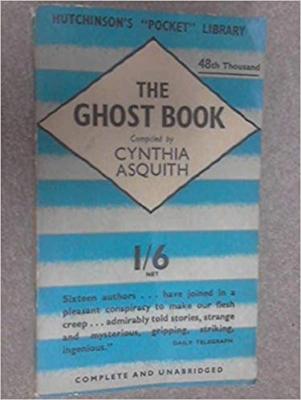 HUTCHINSON'S "POCKET" LIBRARY
48th Thousand
THE
GHOST BOOK
Compiled by
CYNTHIA
ASQUITH
1/6
NET
Sixteen authors . . . have joined in a
pleasant conspiracy to make our flesh
creep . . . admirably told stories, strange
and mysterious, gripping, striking,
ingenious."
DAILY TELEGRAPH
COMPLETE AND UNABRIDGED